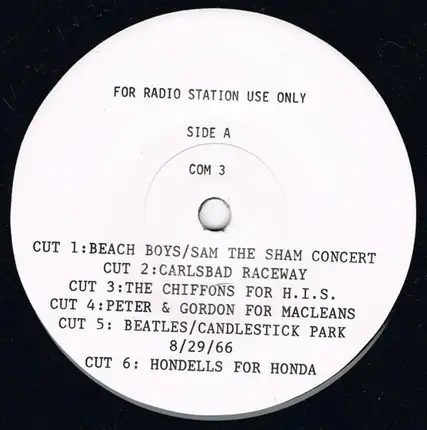 FOR RADIO STATION USE ONLY
SIDE A
COM 3
CUT 1:BEACH BOYS/SAM THE SHAM CONCERT
CUT 2:CARLSBAD RACEWAY
CUT 3:THE CHIFFONS FOR H.I.S.
CUT 4:PETER & GORDON FOR MACLEANS
CUT 5: BEATLES/CANDLESTICK PARK
8/29/66
CUT 6: HONDELLS FOR HONDA